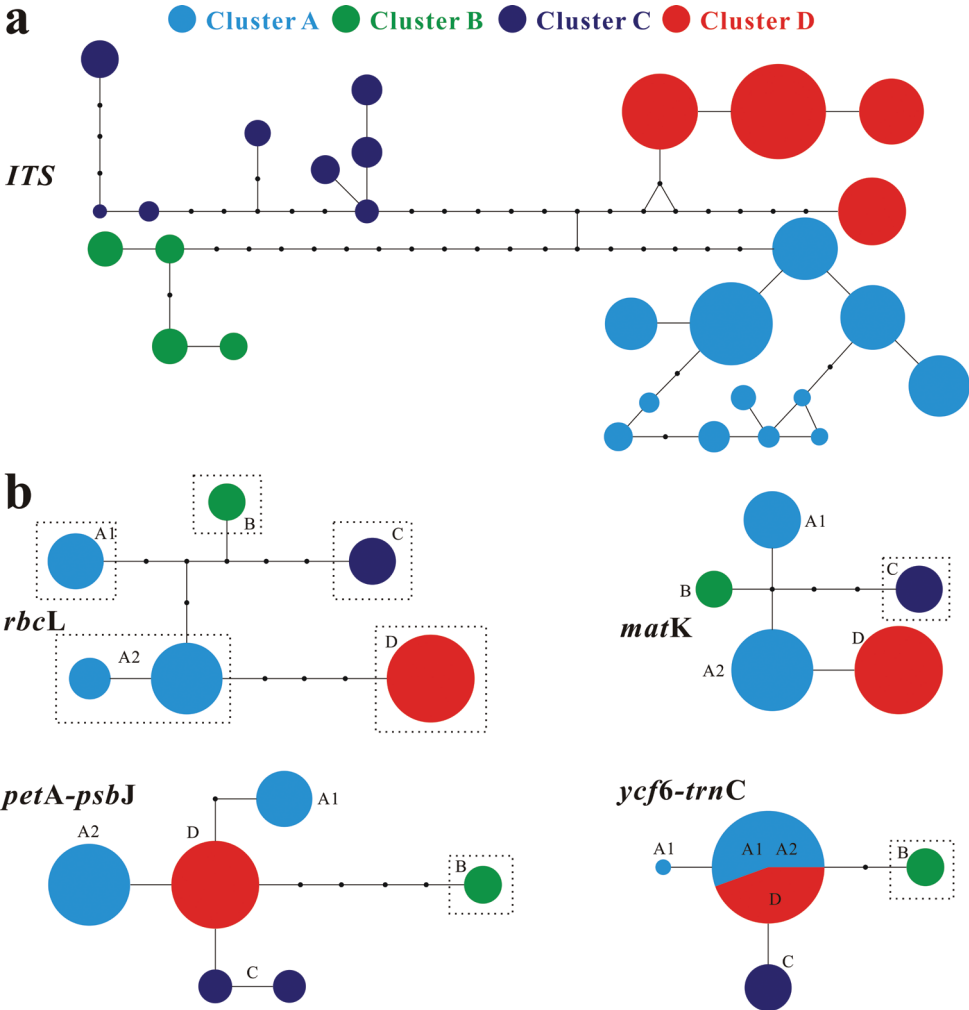 a
Cluster A Cluster B Cluster C Cluster D
ITS
b
A1
B
C
rbcL
A2
D
A1
B
C
matK
A2
D
petA-psbJ
A1
A2
D
B
C
ycf6-trnC
A1
A1 A2
B
D
C